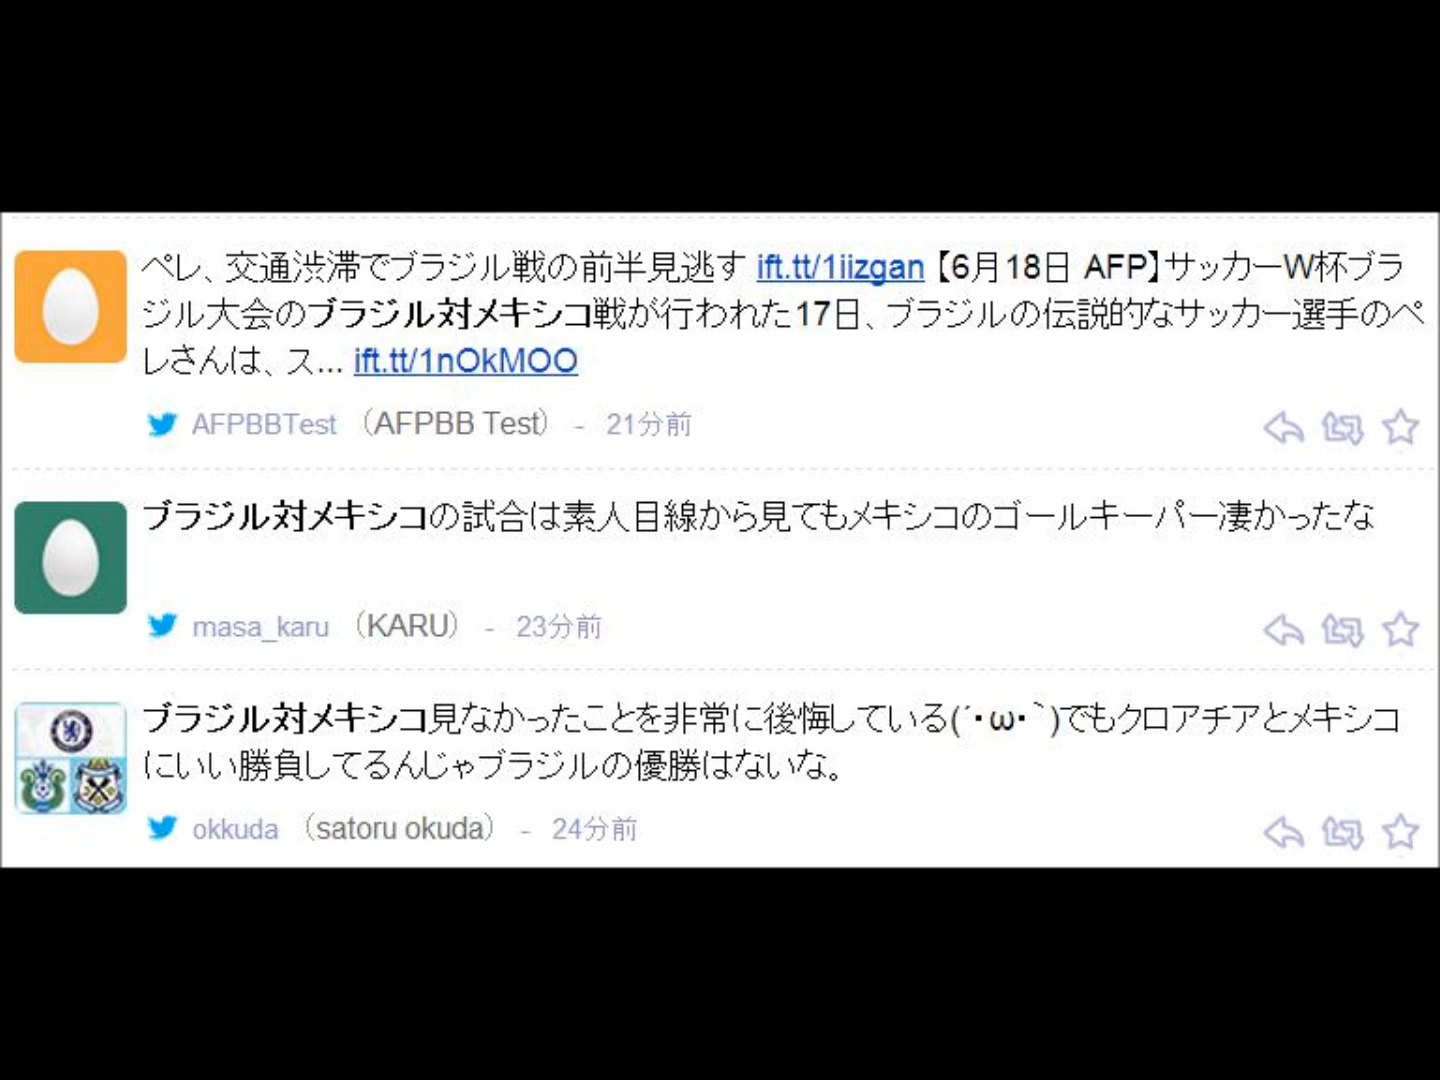 ペレ、交通渋滞でブラジル戦の前半見逃す ift.tt/1iizgan 【6月18日 AFP】サッカーW杯ブラ
ジル大会のブラジル対メキシコ戦が行われた17日、ブラジルの伝説的なサッカー選手のペ
レさんは、ス... ift.tt/1nOkMOO
AFPBBTest （AFPBB Test） - 21分前
ブラジル対メキシコの試合は素人目線から見てもメキシコのゴールキーパー凄かったな
masa_karu （KARU） - 23分前
ブラジル対メキシコ見なかったことを非常に後悔している(´・ω・｀)でもクロアチアとメキシコ
にいい勝負してるんじゃブラジルの優勝はないな。
okkuda （satoru okuda） - 24分前